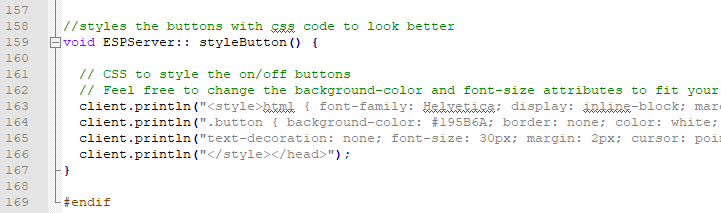 157
158 //styles the buttons with css code to look better
159 void ESPServer:: styleButton() {
160
161 // CSS to style the on/off buttons
162 // Feel free to change the background-color and font-size attributes to fit your
163 client.println("<style>html { font-family: Helvetica; display: inline-block; mar
164 client.println(".button { background-color: #195B6A; border: none; color: white;
165 client.println("text-decoration: none; font-size: 30px; margin: 2px; cursor: poi
166 client.println("</style></head>");
167 }
168
169 #endif